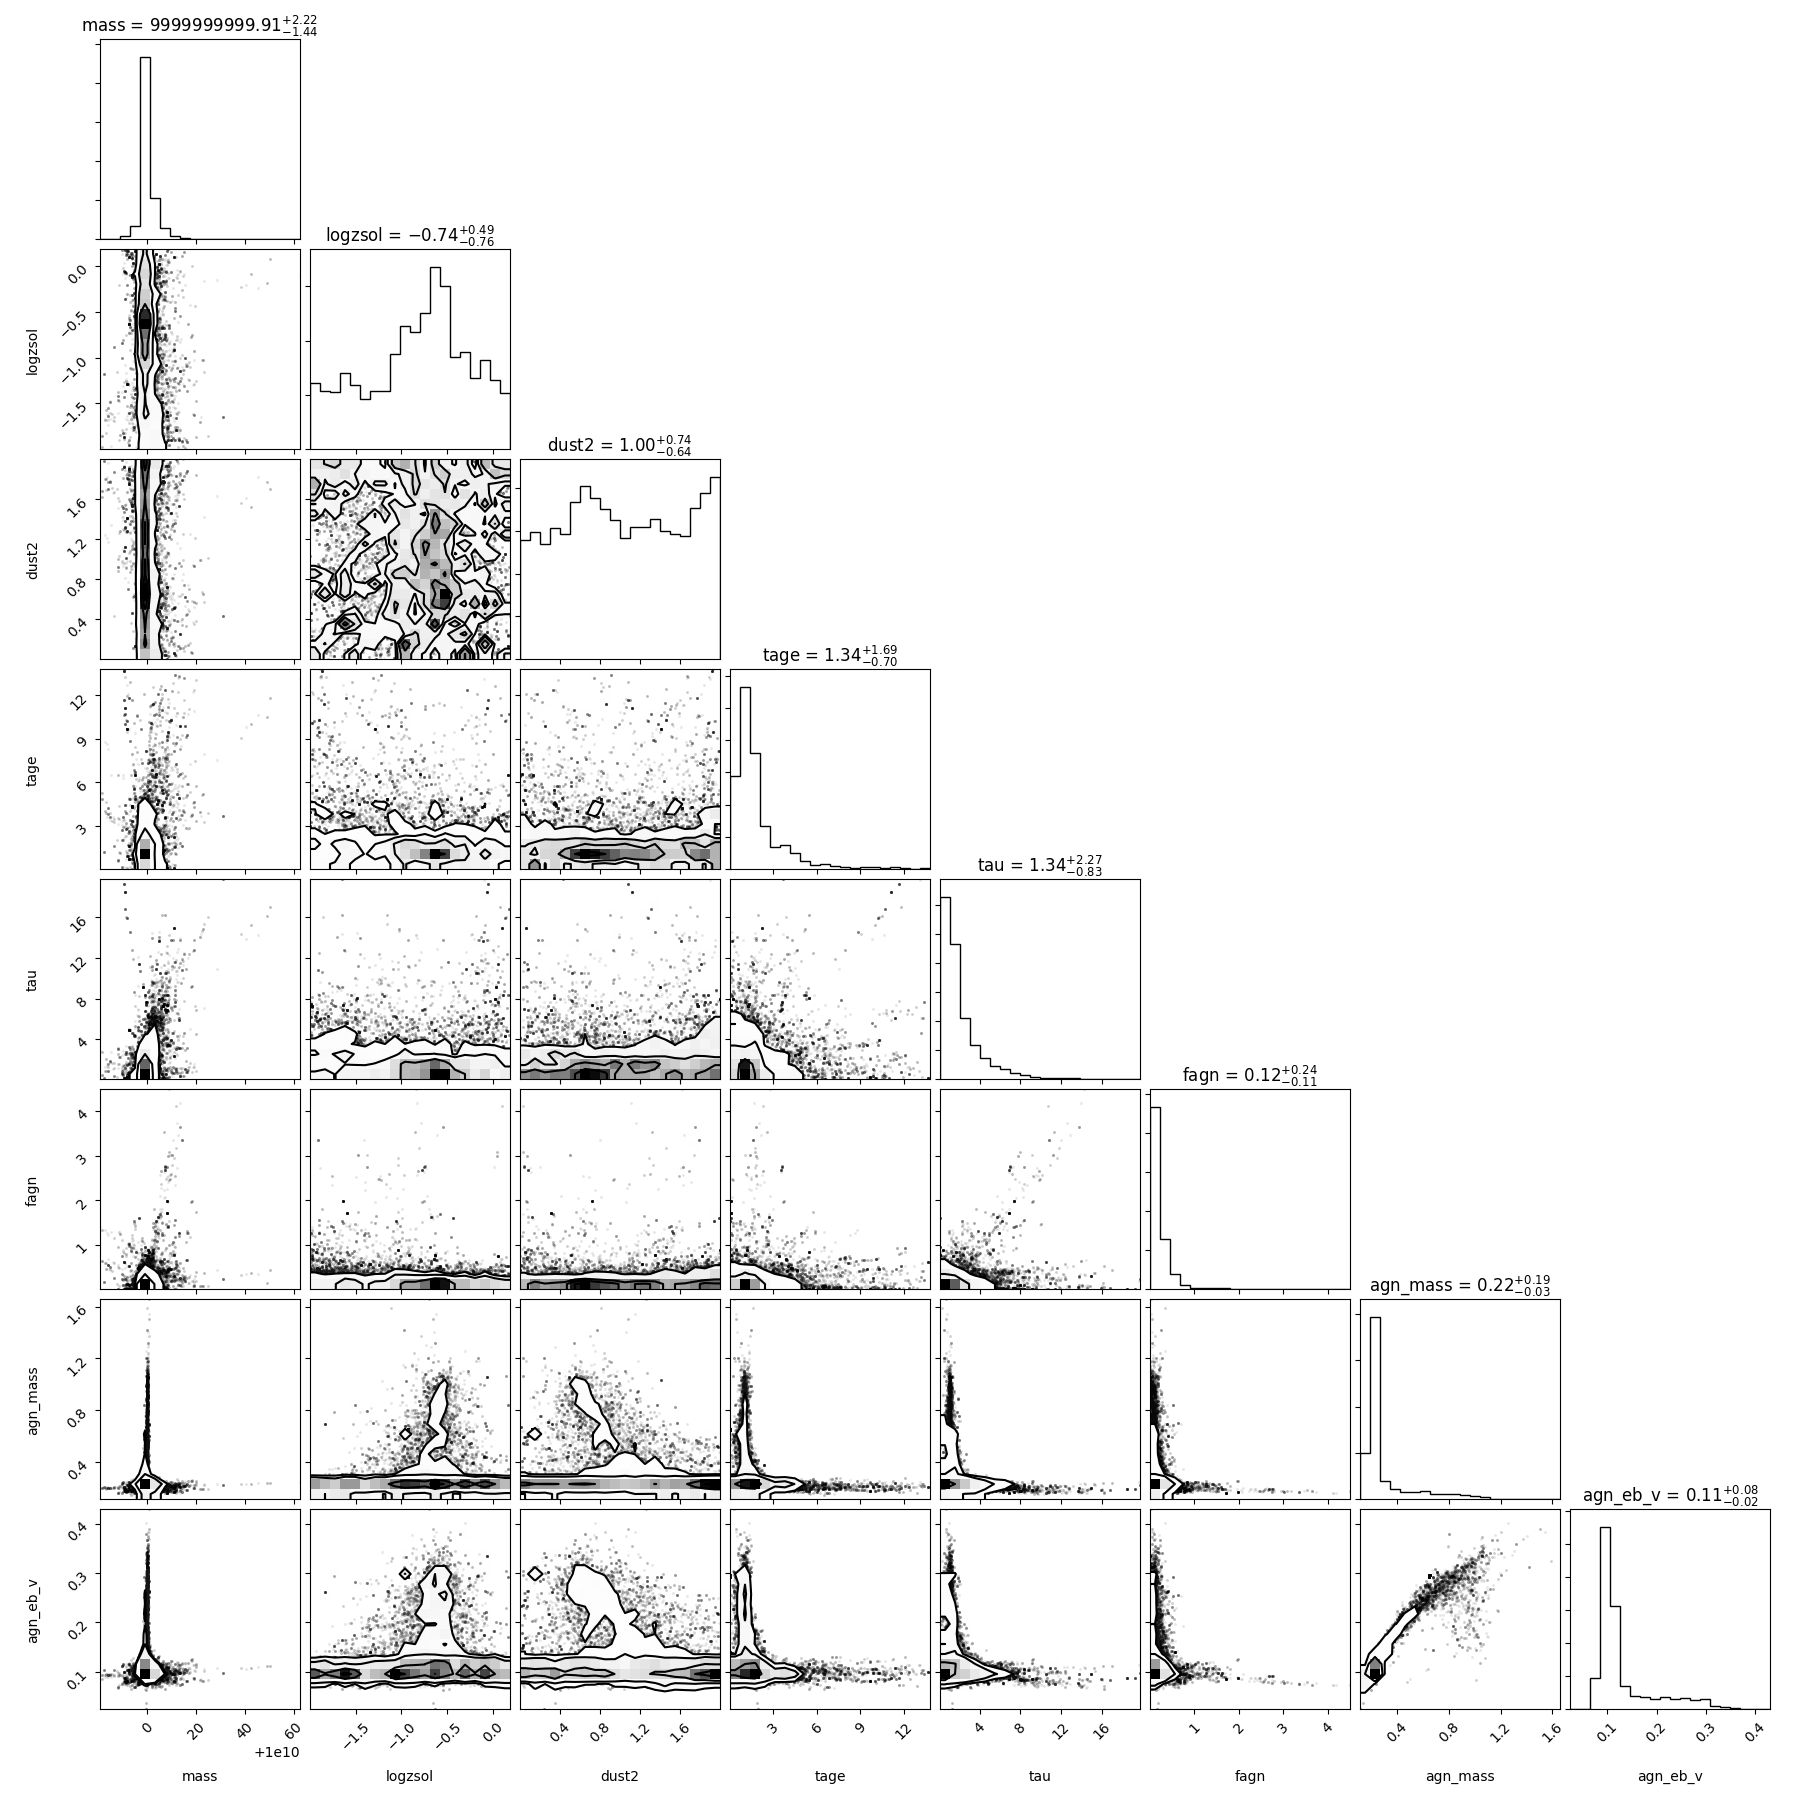 mass = 9999999999.91+2.22−1.44
logzsol = −0.74+0.49−0.76
0.0
−0.5
−1.0
−1.5
logzsol
dust2 = 1.00+0.74−0.64
1.6
1.2
0.8
0.4
dust2
tage = 1.34+1.69−0.70
12
9
6
3
tage
tau = 1.34+2.27−0.83
16
12
8
4
tau
fagn = 0.12+0.24−0.11
4
3
2
1
fagn
agn_mass = 0.22+0.19−0.03
1.6
1.2
0.8
0.4
agn_mass
agn_eb_v = 0.11+0.08−0.02
0.4
0.3
0.2
0.1
agn_eb_v
0 20 40 60 −1.5 −1.0 −0.5 0.0 0.4 0.8 1.2 1.6 3 6 9 12 4 8 12 16 1 2 3 4 0.4 0.8 1.2 1.6 0.1 0.2 0.3 0.4
+1e10
mass logzsol dust2 tage tau fagn agn_mass agn_eb_v